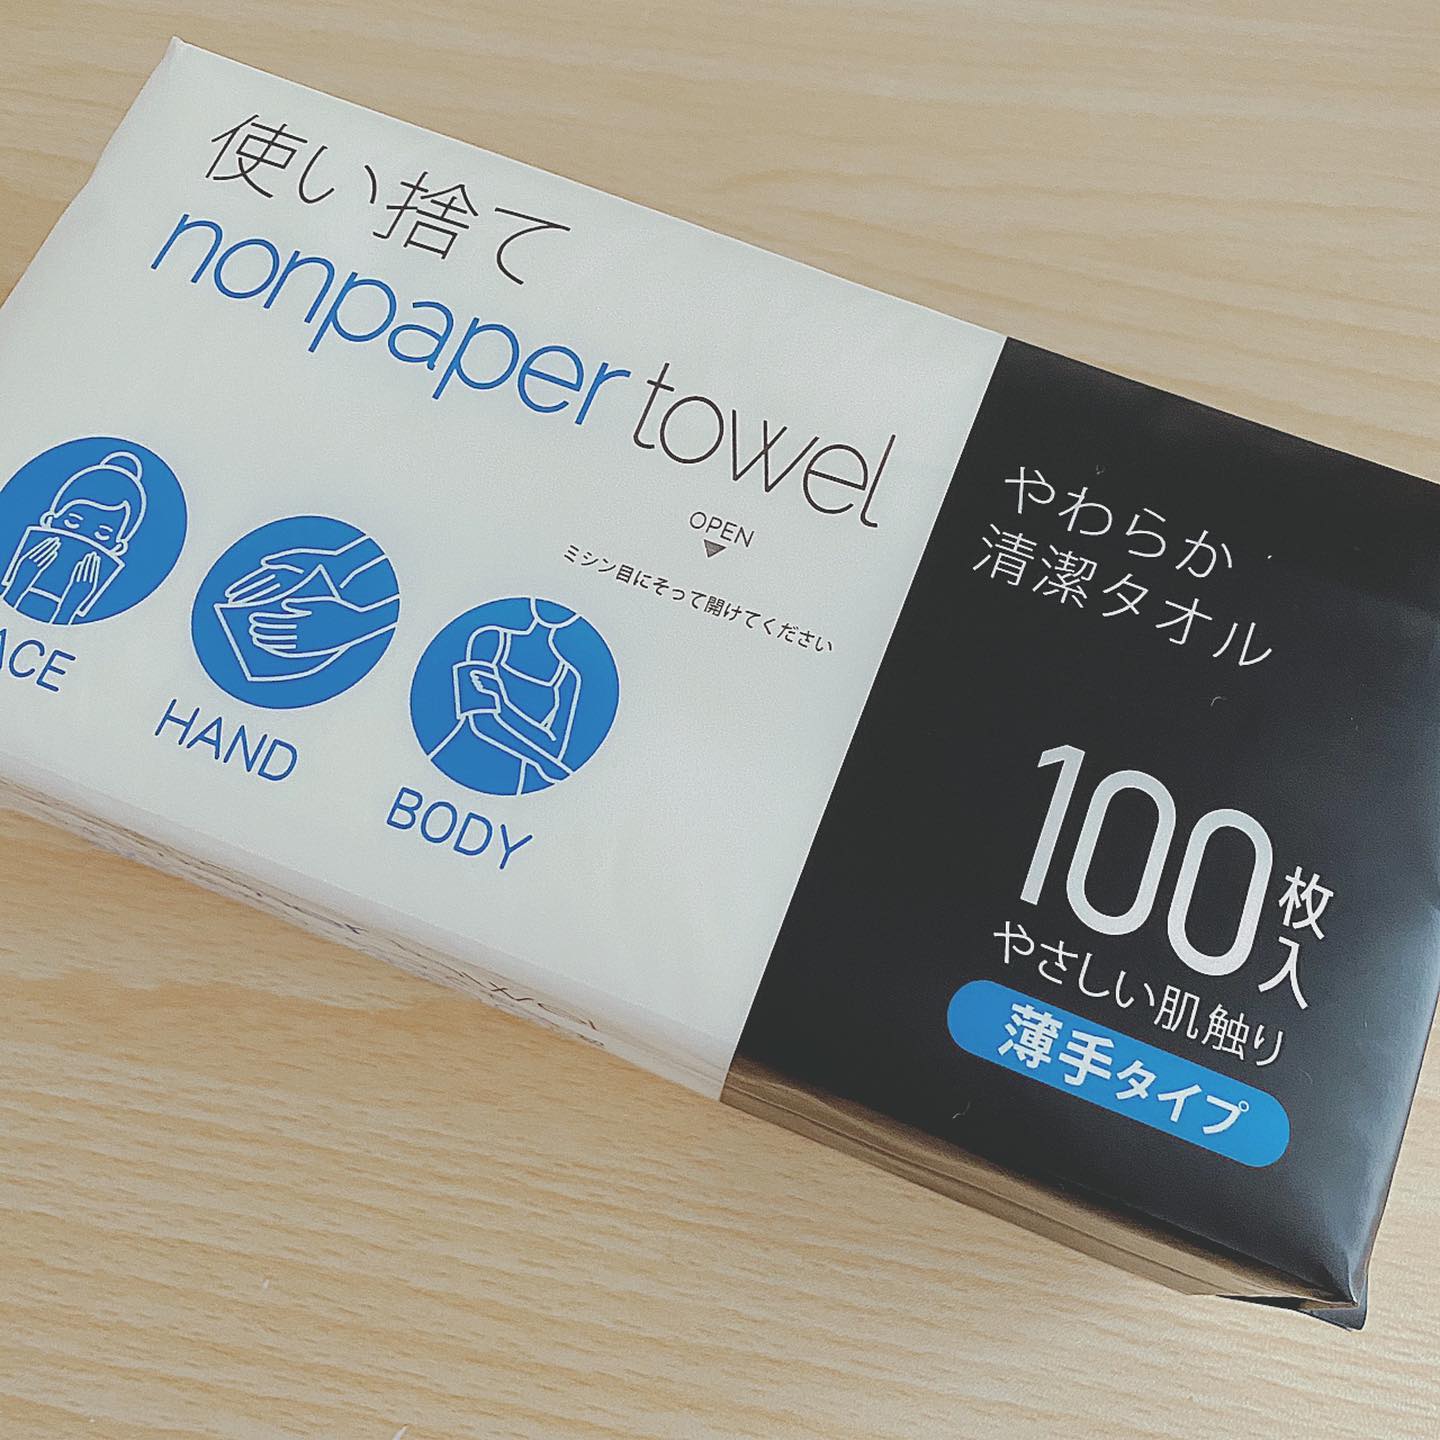 使い捨て
nonpaper towel
OPEN
ミシン目にそって開けてください
ACE
HAND
BODY
やわらか
清潔タオル
100枚入
やさしい肌触り
薄手タイプ